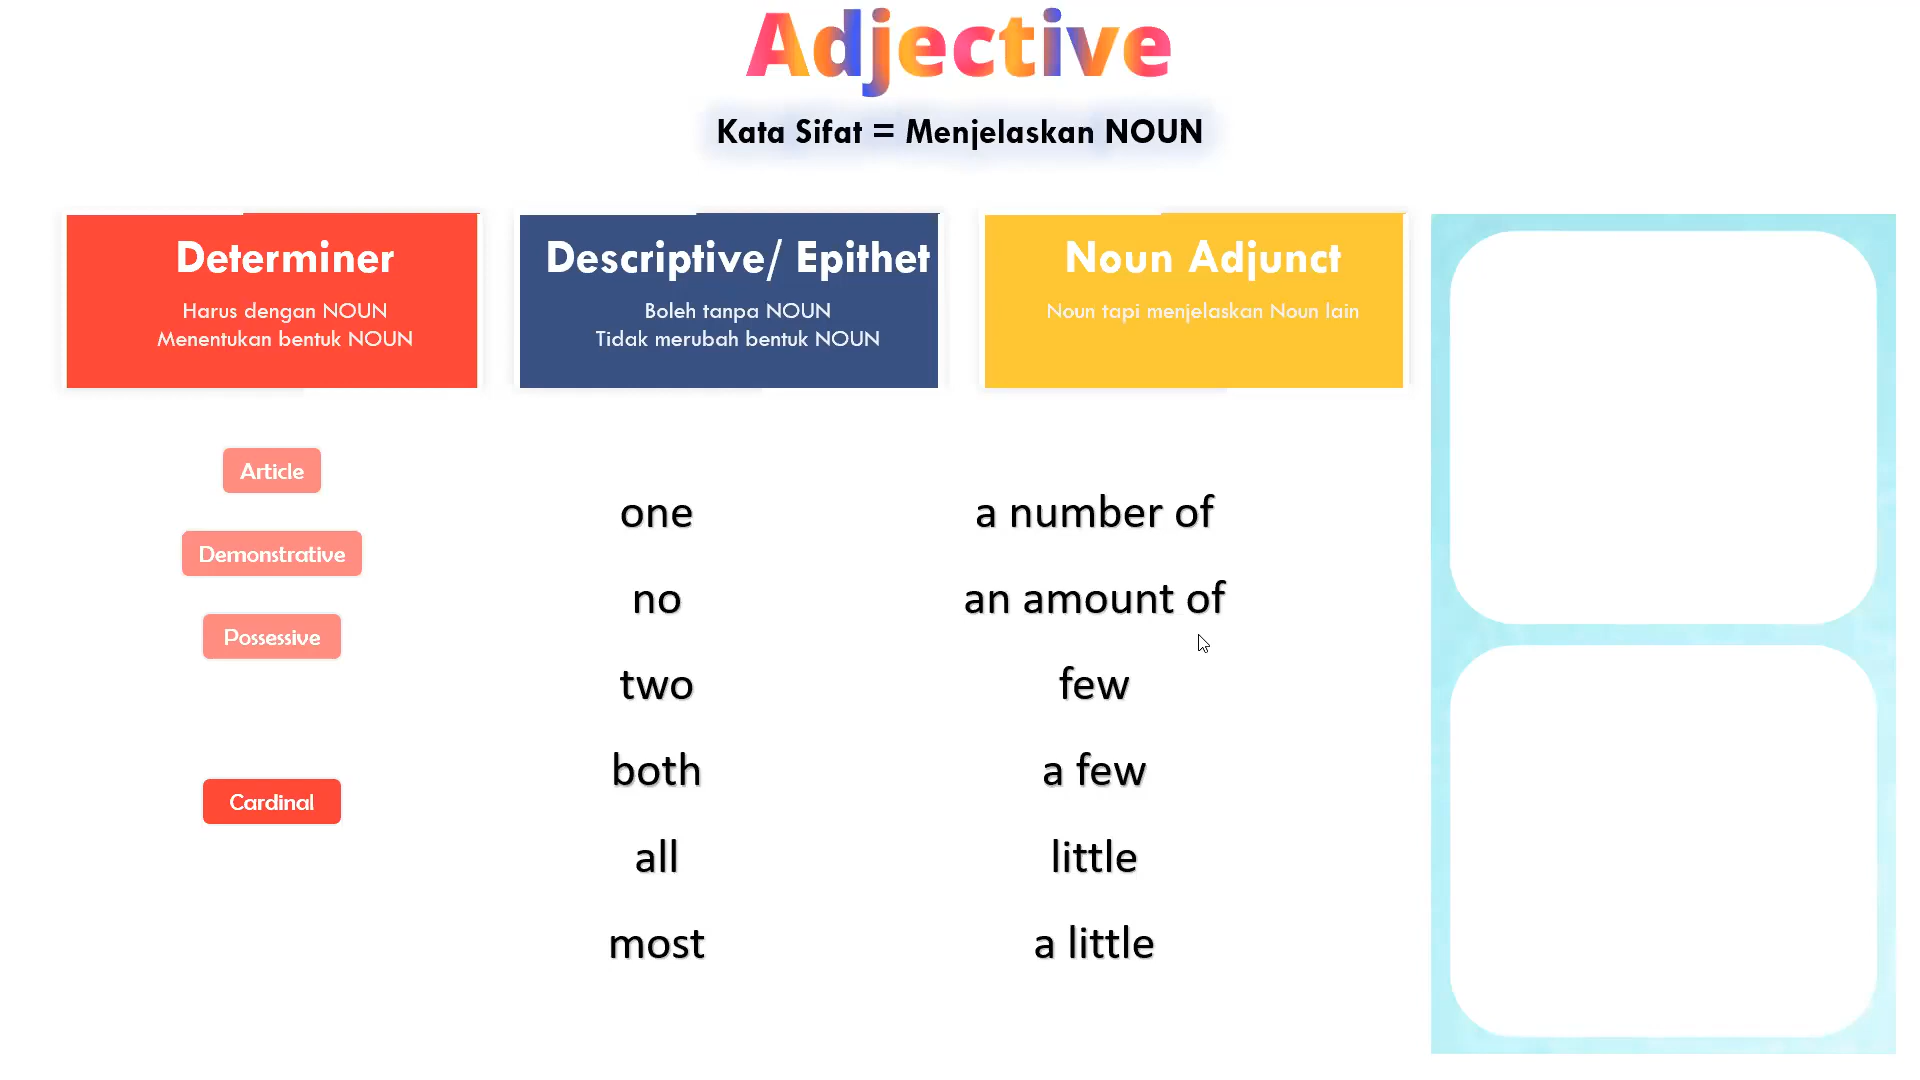 Adjective
Kata Sifat = Menjelaskan NOUN
Determiner
Harus dengan NOUN
Menentukan bentuk NOUN
Descriptive/ Epithet
Boleh tanpa NOUN
Tidak merubah bentuk NOUN
Noun Adjunct
Noun tapi menjelaskan Noun lain
Article
Demonstrative
Possessive
Cardinal
one
no
two
both
all
most
a number of
an amount of
few
a few
little
a little